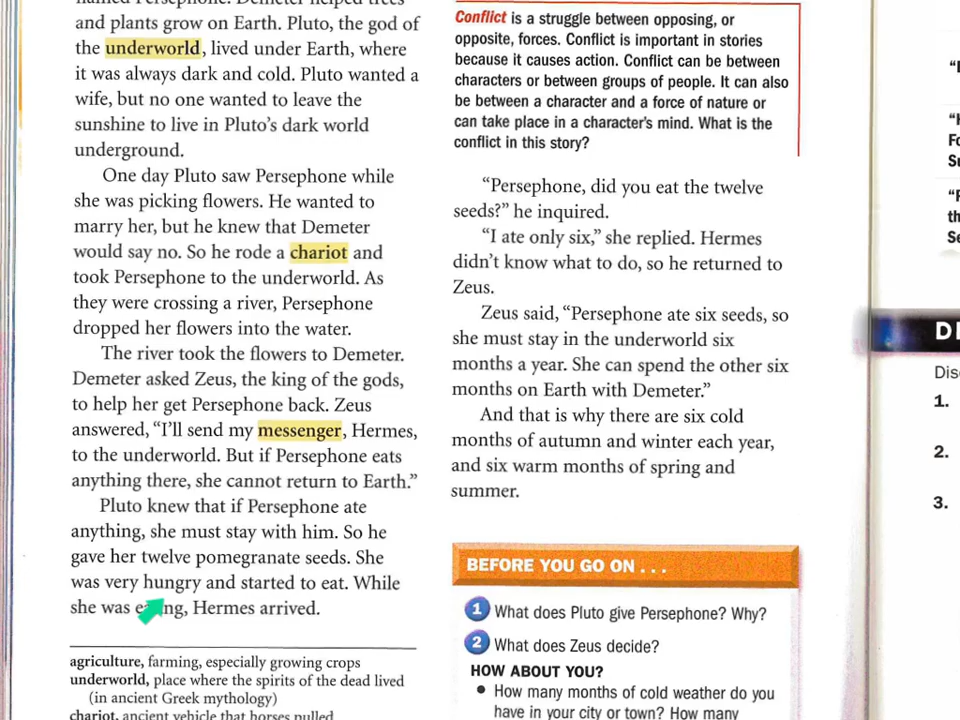 named Persephone. Demeter helped trees
and plants grow on Earth. Pluto, the god of
the underworld, lived under Earth, where
it was always dark and cold. Pluto wanted a
wife, but no one wanted to leave the
sunshine to live in Pluto's dark world
underground.
One day Pluto saw Persephone while
she was picking flowers. He wanted to
marry her, but he knew that Demeter
would say no. So he rode a chariot and
took Persephone to the underworld. As
they were crossing a river, Persephone
dropped her flowers into the water.
The river took the flowers to Demeter.
Demeter asked Zeus, the king of the gods,
to help her get Persephone back. Zeus
answered, “I'll send my messenger, Hermes,
to the underworld. But if Persephone eats
anything there, she cannot return to Earth.”
Pluto knew that if Persephone ate
anything, she must stay with him. So he
gave her twelve pomegranate seeds. She
was very hungry and started to eat. While
she was eating, Hermes arrived.
agriculture, farming, especially growing crops
underworld, place where the spirits of the dead lived
(in ancient Greek mythology)
chariot, ancient vehicle that horses pulled
Conflict is a struggle between opposing, or
opposite, forces. Conflict is important in stories
because it causes action. Conflict can be between
characters or between groups of people. It can also
be between a character and a force of nature or
can take place in a character's mind. What is the
conflict in this story?
“Persephone, did you eat the twelve
seeds?” he inquired.
“I ate only six,” she replied. Hermes
didn't know what to do, so he returned to
Zeus.
Zeus said, “Persephone ate six seeds, so
she must stay in the underworld six
months a year. She can spend the other six
months on Earth with Demeter.”
And that is why there are six cold
months of autumn and winter each year,
and six warm months of spring and
summer.
BEFORE YOU GO ON . . .
1 What does Pluto give Persephone? Why?
2 What does Zeus decide?
HOW ABOUT YOU?
• How many months of cold weather do you
have in your city or town? How many
1.
2.
3.